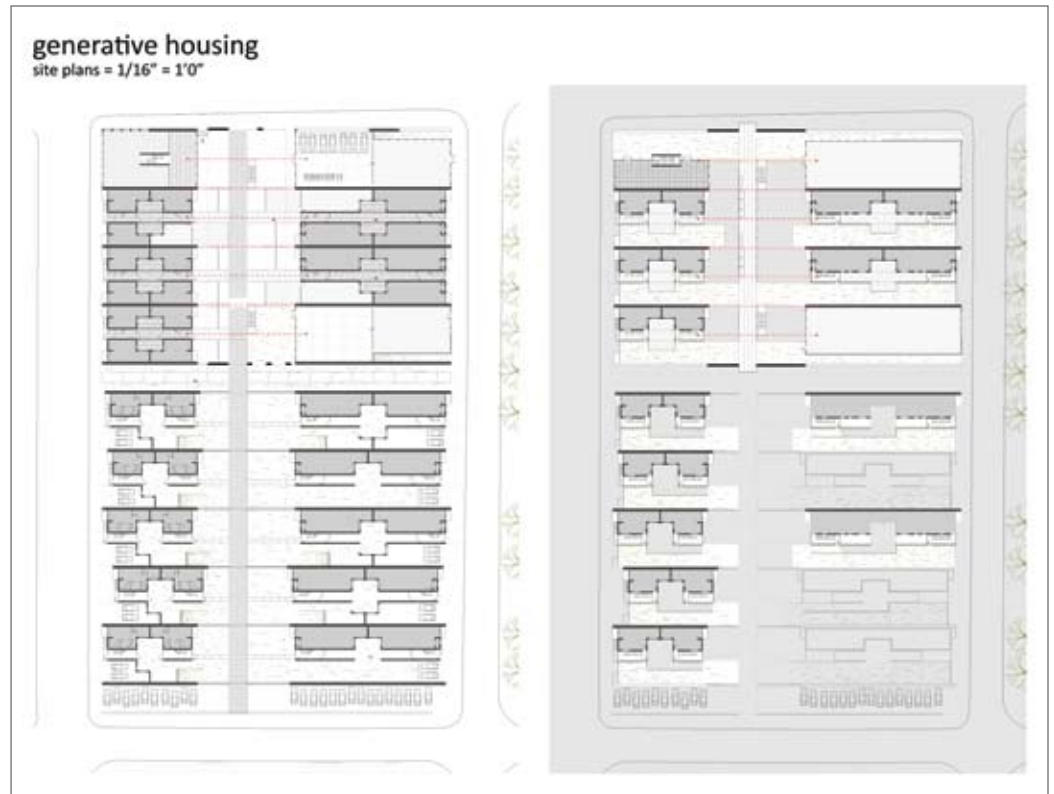 generative housing
site plans = 1/16" = 1'0"